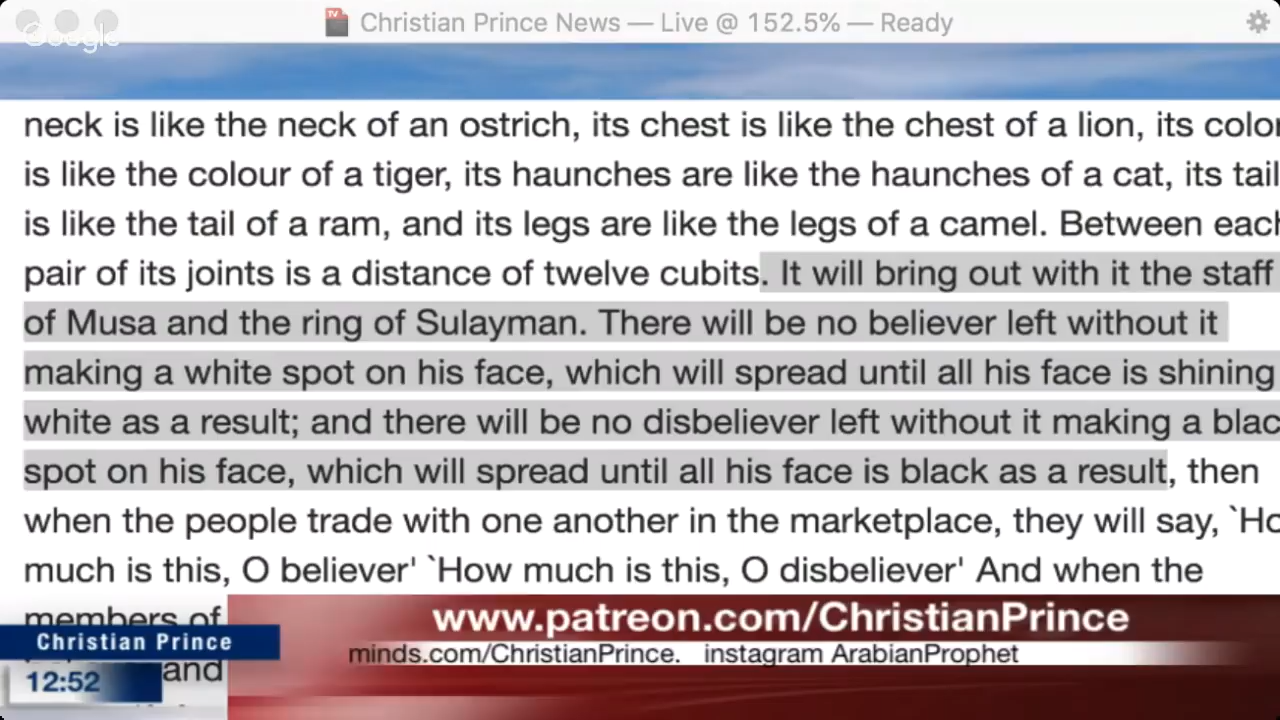 Christian Prince News — Live @ 152.5% — Ready
Google
neck is like the neck of an ostrich, its chest is like the chest of a lion, its
is like the colour of a tiger, its haunches are like the haunches of a cat, its tail
is like the tail of a ram, and its legs are like the legs of a camel. Between
pair of its joints is a distance of twelve cubits. It will bring out with it the staff
of Musa and the ring of Sulayman. There will be no believer left without it
making a white spot on his face, which will spread until all his face is shining
white as a result; and there will be no disbeliever left without it making a
spot on his face, which will spread until all his face is black as a result, then
when the people trade with one another in the marketplace, they will say,
much is this, O believer' `How much is this, O disbeliever' And when the
members of
and
www.patreon.com/ChristianPrince
Christian Prince
minds.com/ChristianPrince. instagram ArabianProphet
12:52